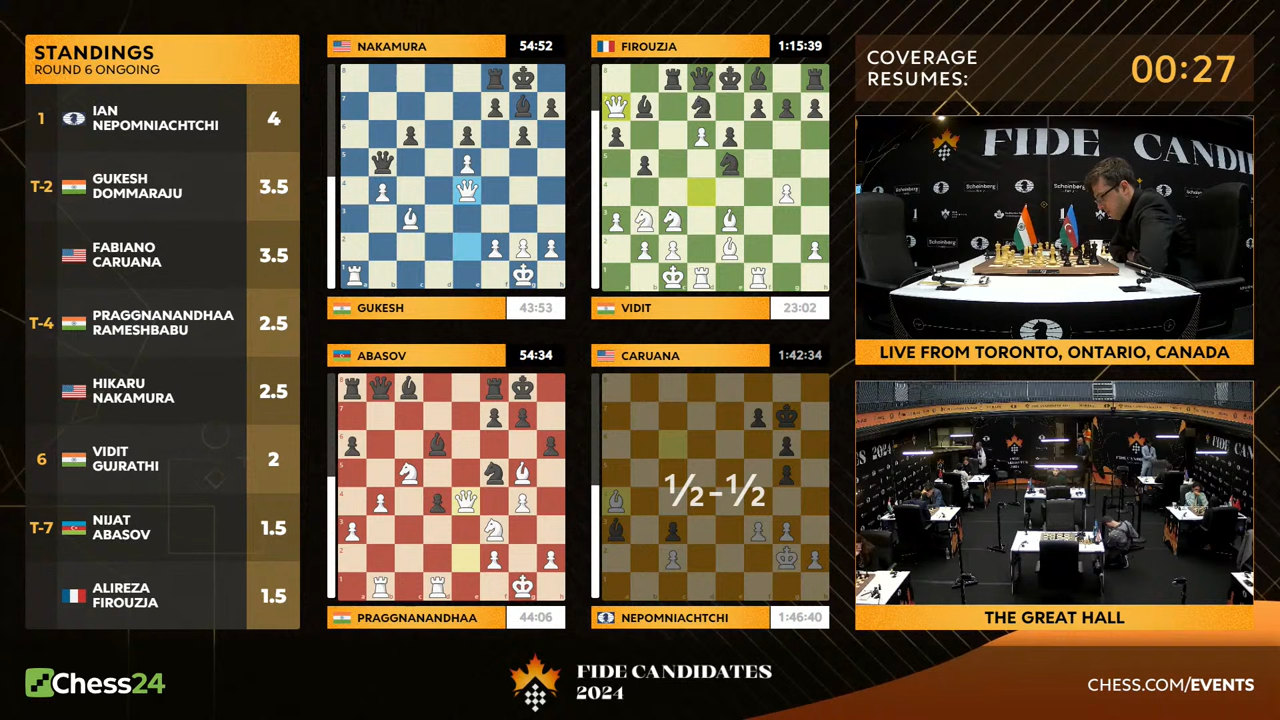 STANDINGS
ROUND 6 ONGOING
1
IAN
NEPOMNIACHTCHI
4
T-2
GUKESH
DOMMARAJU
3.5
FABIANO
CARUANA
3.5
T-4
PRAGGNANANDHAA
RAMESHBABU
2.5
HIKARU
NAKAMURA
2.5
6
VIDIT
GUJRATHI
2
T-7
NIJAT
ABASOV
1.5
ALIREZA
FIROUZJA
1.5
NAKAMURA
54:52
GUKESH
43:53
FIROUZJA
1:15:39
VIDIT
23:02
ABASOV
54:34
PRAGGNANANDHAA
44:06
CARUANA
1:42:34
½-½
NEPOMNIACHTCHI
1:46:40
COVERAGE
RESUMES:
00:27
FIDE CANDI
Scheinberg
Scheinberg
Scheinberg
LIVE FROM TORONTO, ONTARIO, CANADA
THE GREAT HALL
Chess24
FIDE CANDIDATES
2024
CHESS.COM/EVENTS